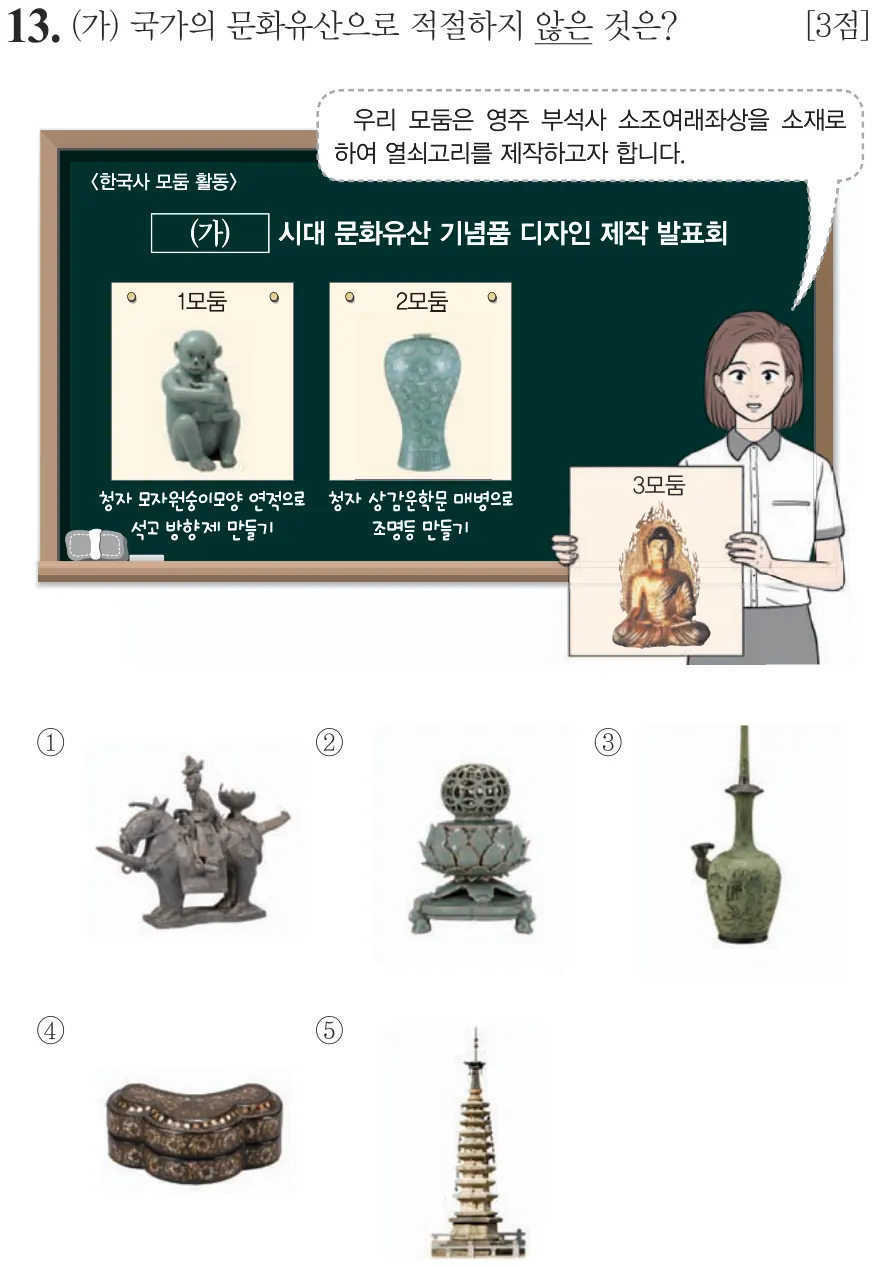 13. (가) 국가의 문화유산으로 적절하지 않은 것은? [3점]
우리 모둠은 영주 부석사 소조여래좌상을 소재로
하여 열쇠고리를 제작하고자 합니다.
<한국사 모둠 활동>
(가) 시대 문화유산 기념품 디자인 제작 발표회
1모둠
청자 모자원숭이모양 연적으로
석고 방향제 만들기
2모둠
청자 상감운학문 매병으로
조명등 만들기
3모둠
①
②
③
④
⑤